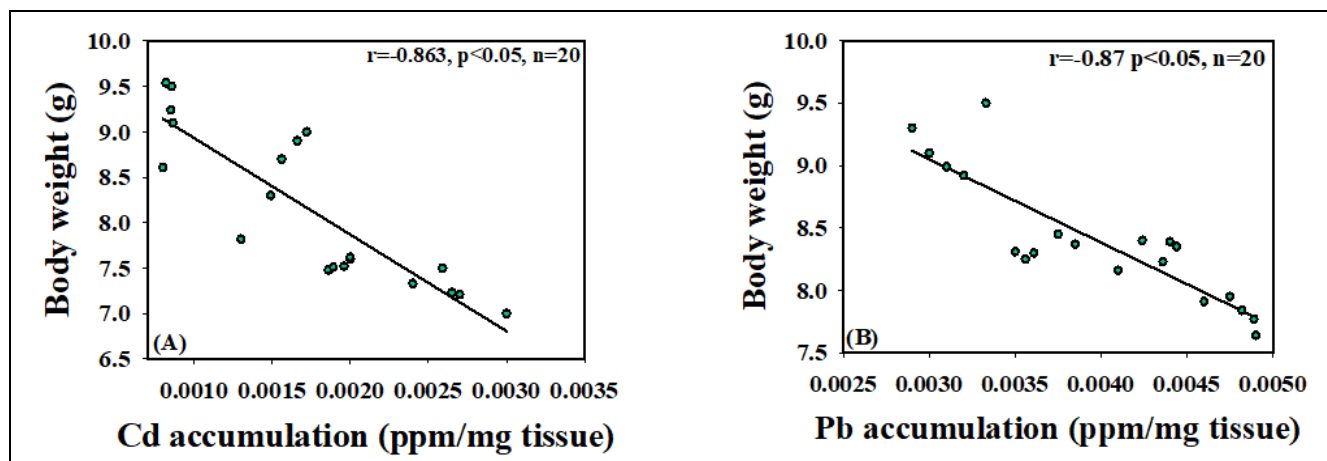 r=-0.863, p<0.05, n=20
10.0
9.5
9.0
8.5
8.0
7.5
7.0
6.5
Body weight (g)
(A)
0.0010 0.0015 0.0020 0.0025 0.0030 0.0035
Cd accumulation (ppm/mg tissue)
r=-0.87 p<0.05, n=20
10.0
9.5
9.0
8.5
8.0
7.5
Body weight (g)
(B)
0.0025 0.0030 0.0035 0.0040 0.0045 0.0050
Pb accumulation (ppm/mg tissue)